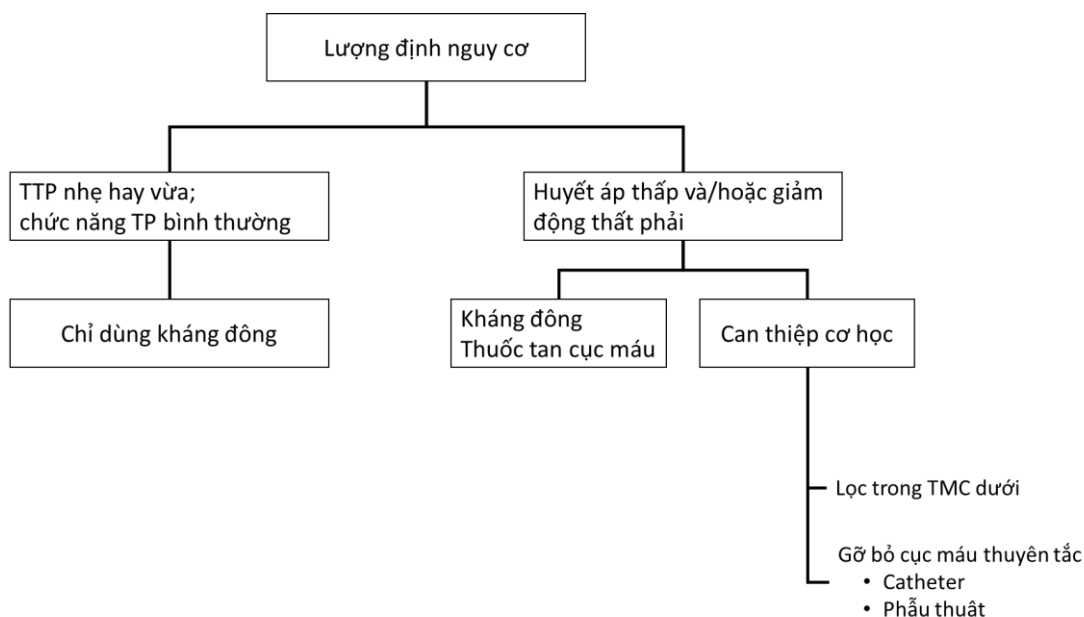 Lượng định nguy cơ
TTP nhẹ hay vừa;
chức năng TP bình thường
Huyết áp thấp và/hoặc giảm
động thất phải
Chỉ dùng kháng đông
Kháng đông
Thuốc tan cục máu
Can thiệp cơ học
Lọc trong TMC dưới
Gỡ bỏ cục máu thuyên tắc
• Catheter
• Phẫu thuât